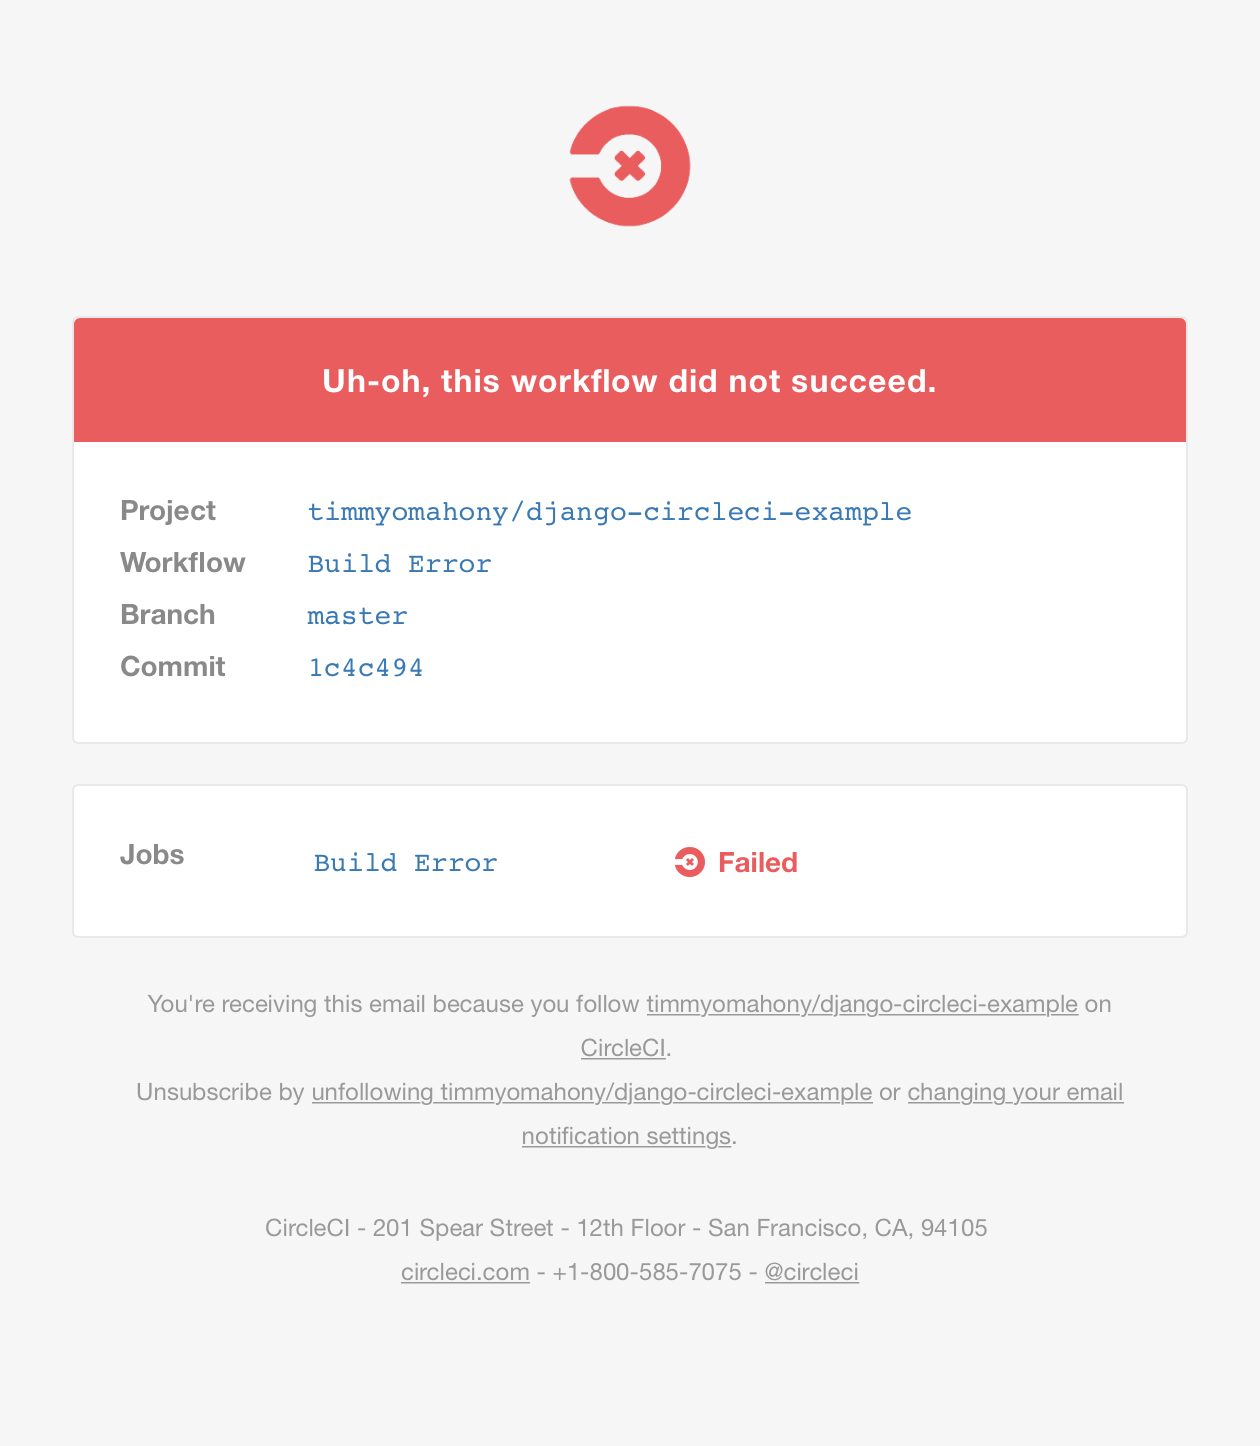 Uh-oh, this workflow did not succeed.
Project timmyomahony/django-circleci-example
Workflow Build Error
Branch master
Commit 1c4c494
Jobs Build Error Failed
You're receiving this email because you follow timmyomahony/django-circleci-example on
CircleCI.
Unsubscribe by unfollowing timmyomahony/django-circleci-example or changing your email
notification settings.
CircleCI - 201 Spear Street - 12th Floor - San Francisco, CA, 94105
circleci.com - +1-800-585-7075 - @circleci